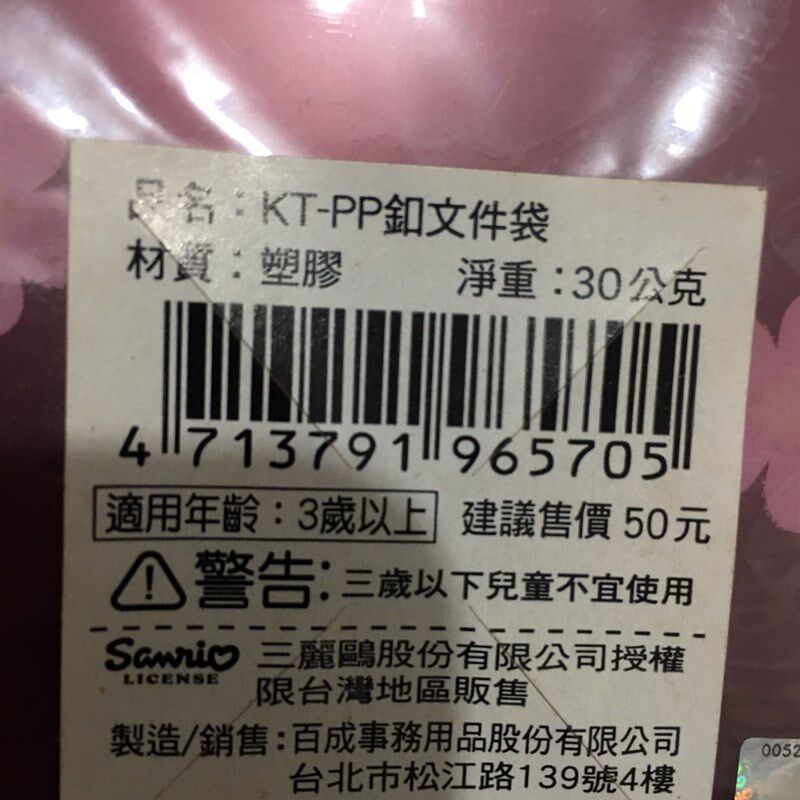 品名：KT-PP釦文件袋
材質：塑膠 淨重：30公克
4 713791 965705
適用年齡：3歲以上 建議售價 50元
警告：三歲以下兒童不宜使用
Sanrio 三麗鷗股份有限公司授權
LICENSE 限台灣地區販售
製造/銷售：百成事務用品股份有限公司
台北市松江路139號4樓
0052